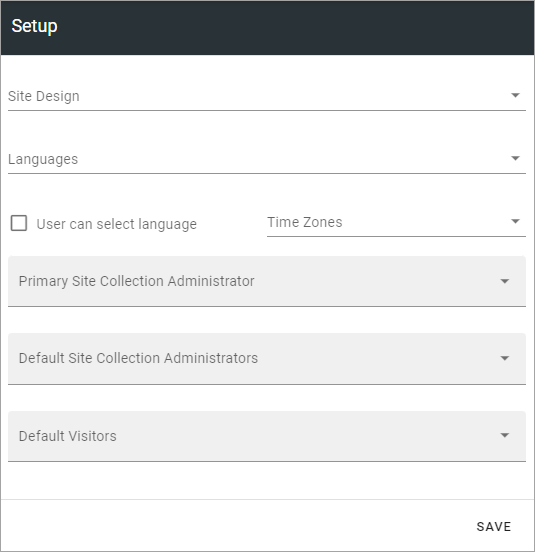 Setup
Site Design
Languages
User can select language
Time Zones
Primary Site Collection Administrator
Default Site Collection Administrators
Default Visitors
SAVE